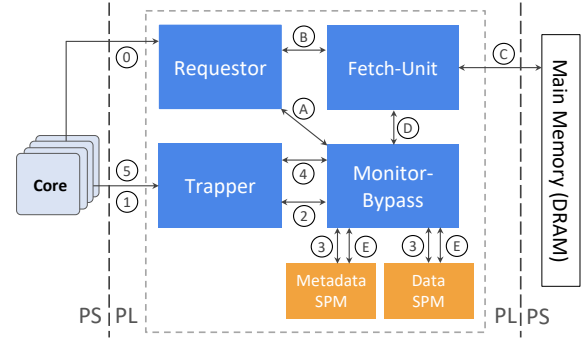 B
0
Requestor
Fetch-Unit
C
A
D
Main Memory (DRAM)
Core
5
1
Trapper
4
2
Monitor-
Bypass
3
E
3
E
Metadata
SPM
Data
SPM
PS
PL
PL
PS